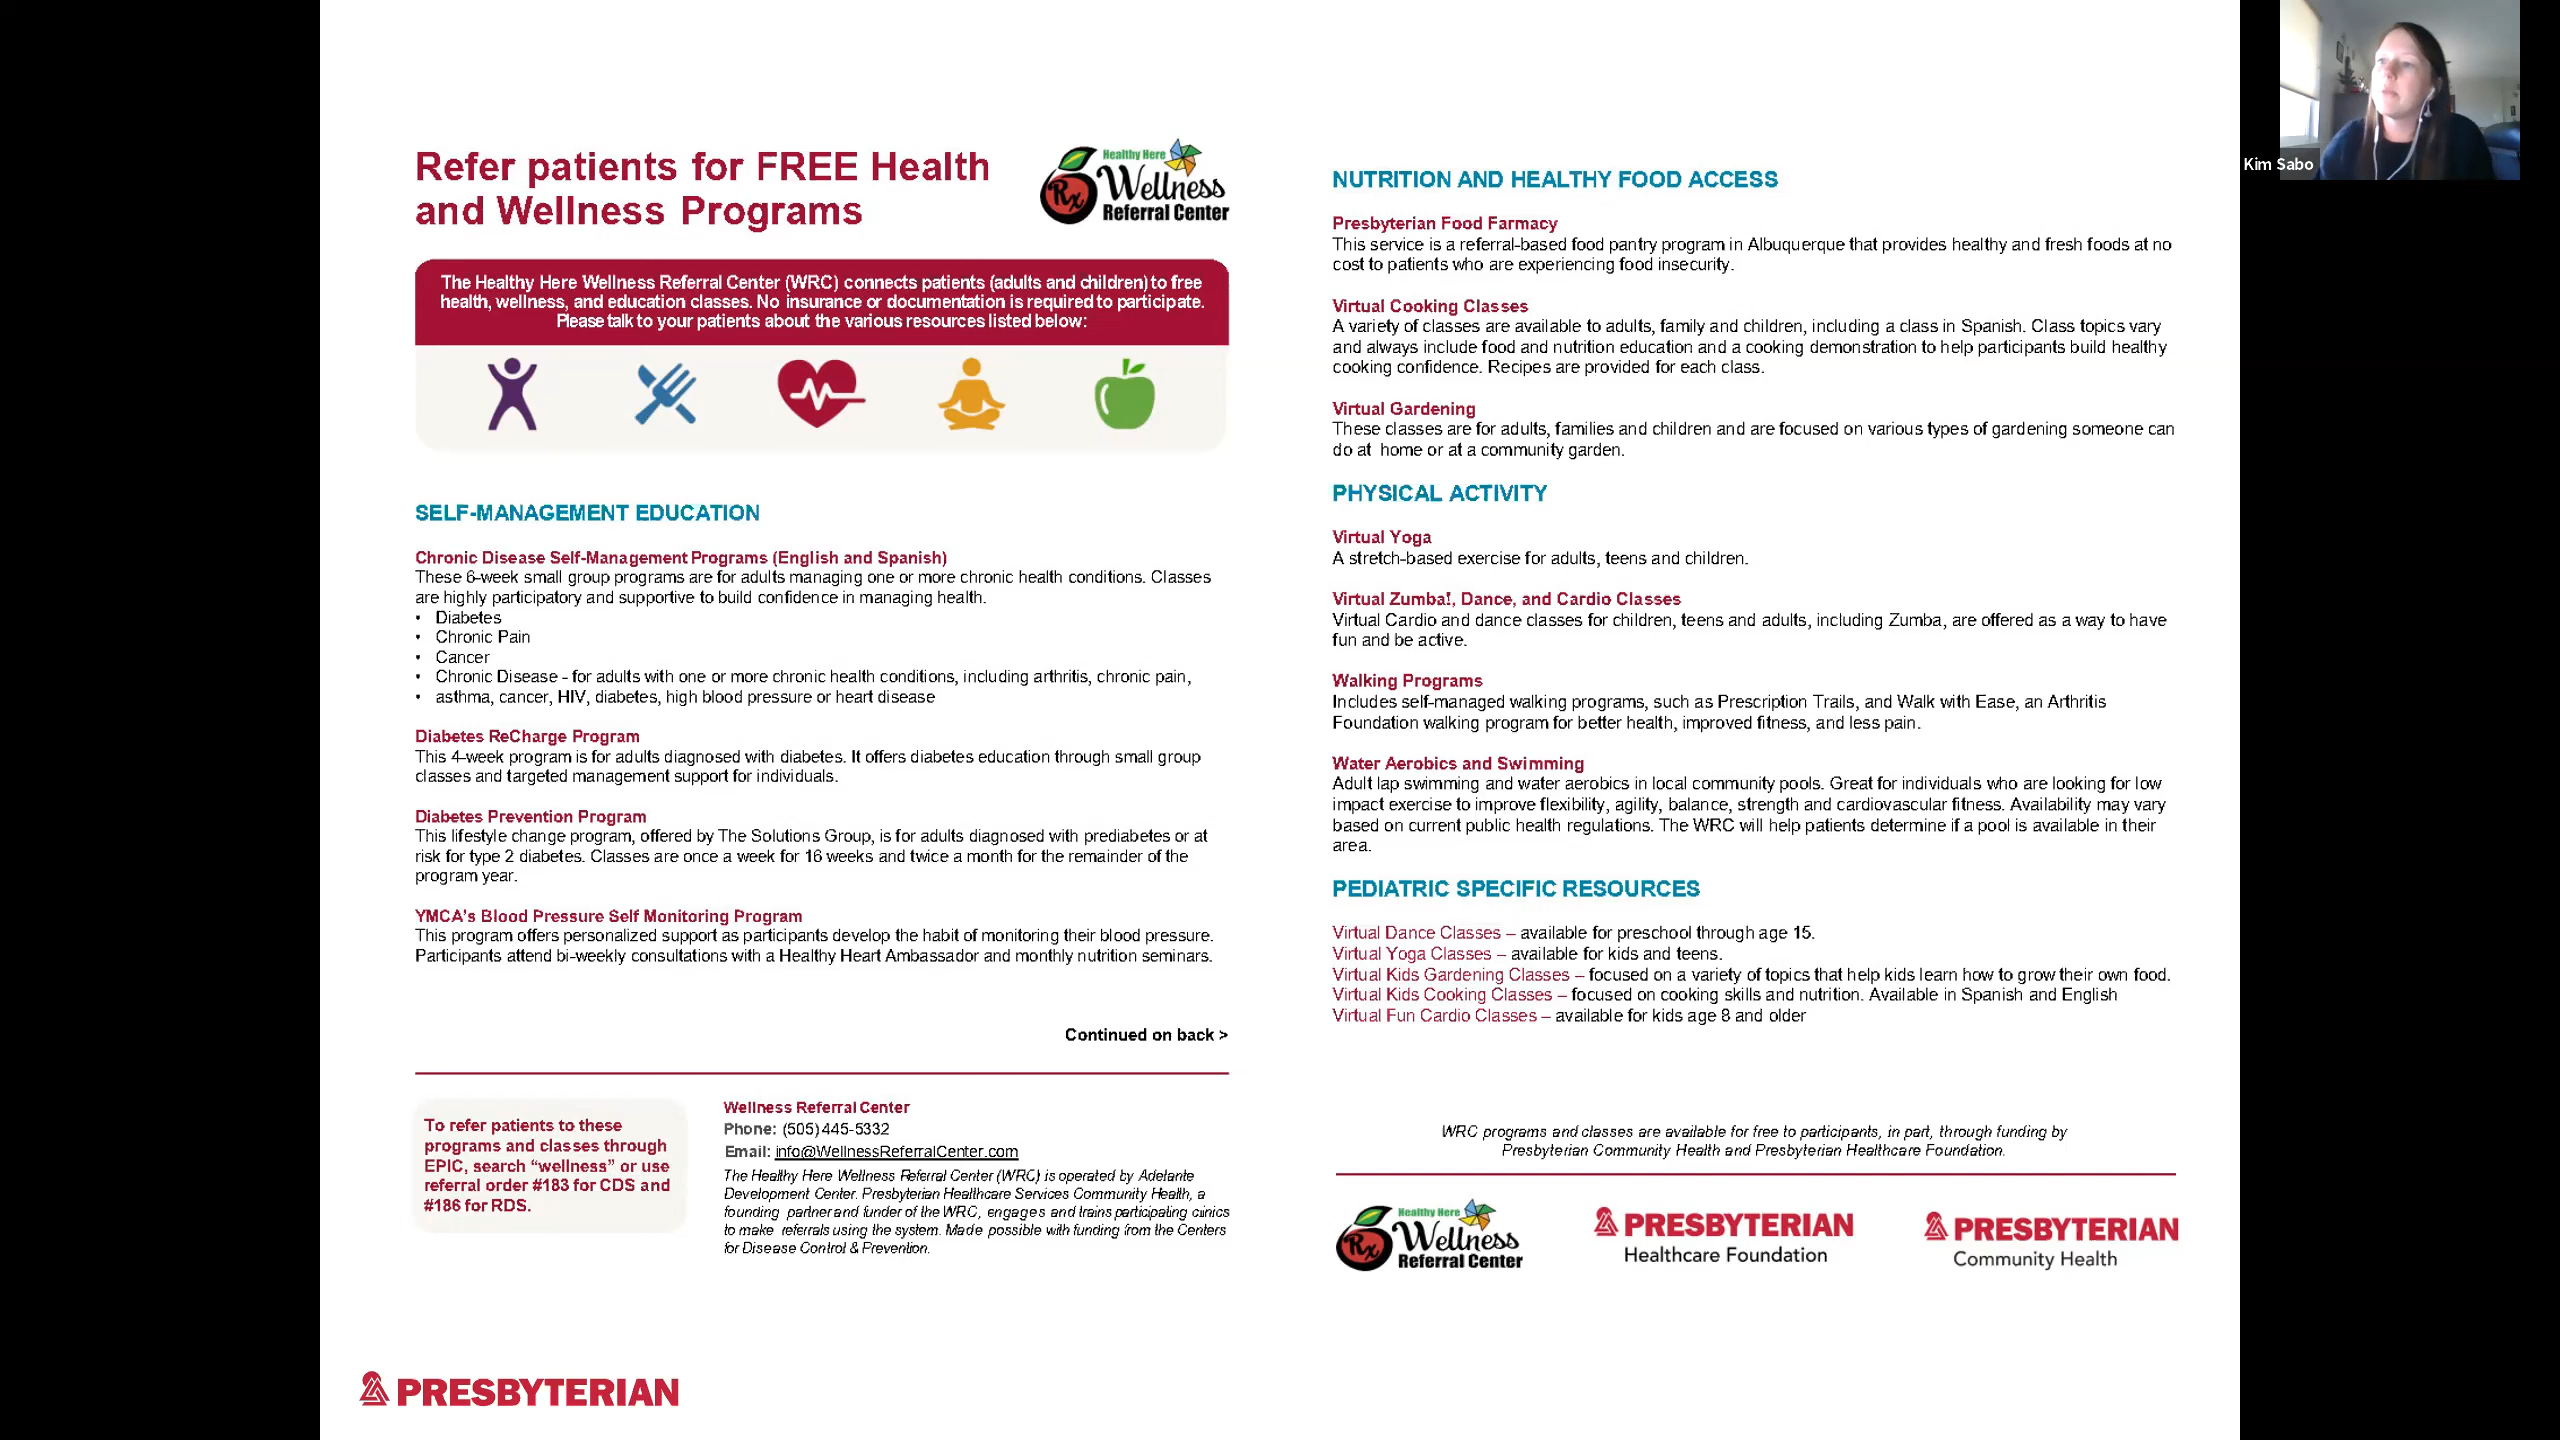 Refer patients for FREE Health
and Wellness Programs
Healthy Here
Rx Wellness
Referral Center
The Healthy Here Wellness Referral Center (WRC) connects patients (adults and children) to free
health, wellness, and education classes. No insurance or documentation is required to participate.
Please talk to your patients about the various resources listed below:
SELF-MANAGEMENT EDUCATION
Chronic Disease Self-Management Programs (English and Spanish)
These 6-week small group programs are for adults managing one or more chronic health conditions. Classes
are highly participatory and supportive to build confidence in managing health.
• Diabetes
• Chronic Pain
• Cancer
• Chronic Disease - for adults with one or more chronic health conditions, including arthritis, chronic pain,
• asthma, cancer, HIV, diabetes, high blood pressure or heart disease
Diabetes ReCharge Program
This 4-week program is for adults diagnosed with diabetes. It offers diabetes education through small group
classes and targeted management support for individuals.
Diabetes Prevention Program
This lifestyle change program, offered by The Solutions Group, is for adults diagnosed with prediabetes or at
risk for type 2 diabetes. Classes are once a week for 16 weeks and twice a month for the remainder of the
program year.
YMCA's Blood Pressure Self Monitoring Program
This program offers personalized support as participants develop the habit of monitoring their blood pressure.
Participants attend bi-weekly consultations with a Healthy Heart Ambassador and monthly nutrition seminars.
Continued on back >
To refer patients to these
programs and classes through
EPIC, search “wellness” or use
referral order #183 for CDS and
#186 for RDS.
Wellness Referral Center
Phone: (505) 445-5332
Email: info@WellnessReferralCenter.com
The Healthy Here Wellness Referral Center (WRC) is operated by Adelante
Development Center. Presbyterian Healthcare Services Community Health, a
founding partner and funder of the WRC, engages and trains participating clinics
to make referrals using the system. Made possible with funding from the Centers
for Disease Control & Prevention.
NUTRITION AND HEALTHY FOOD ACCESS
Presbyterian Food Farmacy
This service is a referral-based food pantry program in Albuquerque that provides healthy and fresh foods at no
cost to patients who are experiencing food insecurity.
Virtual Cooking Classes
A variety of classes are available to adults, family and children, including a class in Spanish. Class topics vary
and always include food and nutrition education and a cooking demonstration to help participants build healthy
cooking confidence. Recipes are provided for each class.
Virtual Gardening
These classes are for adults, families and children and are focused on various types of gardening someone can
do at home or at a community garden.
PHYSICAL ACTIVITY
Virtual Yoga
A stretch-based exercise for adults, teens and children.
Virtual Zumba!, Dance, and Cardio Classes
Virtual Cardio and dance classes for children, teens and adults, including Zumba, are offered as a way to have
fun and be active.
Walking Programs
Includes self-managed walking programs, such as Prescription Trails, and Walk with Ease, an Arthritis
Foundation walking program for better health, improved fitness, and less pain.
Water Aerobics and Swimming
Adult lap swimming and water aerobics in local community pools. Great for individuals who are looking for low
impact exercise to improve flexibility, agility, balance, strength and cardiovascular fitness. Availability may vary
based on current public health regulations. The WRC will help patients determine if a pool is available in their
area.
PEDIATRIC SPECIFIC RESOURCES
Virtual Dance Classes – available for preschool through age 15.
Virtual Yoga Classes – available for kids and teens.
Virtual Kids Gardening Classes – focused on a variety of topics that help kids learn how to grow their own food.
Virtual Kids Cooking Classes – focused on cooking skills and nutrition. Available in Spanish and English
Virtual Fun Cardio Classes – available for kids age 8 and older
WRC programs and classes are available for free to participants, in part, through funding by
Presbyterian Community Health and Presbyterian Healthcare Foundation.
Healthy Here
Rx Wellness
Referral Center
PRESBYTERIAN
Healthcare Foundation
PRESBYTERIAN
Community Health
PRESBYTERIAN
Kim Sabo